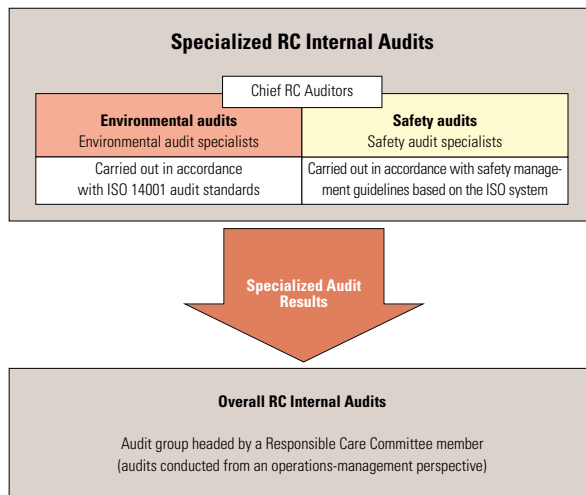 Specialized RC Internal Audits
Chief RC Auditors
Environmental audits
Environmental audit specialists
Carried out in accordance
with ISO 14001 audit standards
Safety audits
Safety audit specialists
Carried out in accordance with safety manage-
ment guidelines based on the ISO system
Specialized Audit
Results
Overall RC Internal Audits
Audit group headed by a Responsible Care Committee member
(audits conducted from an operations-management perspective)